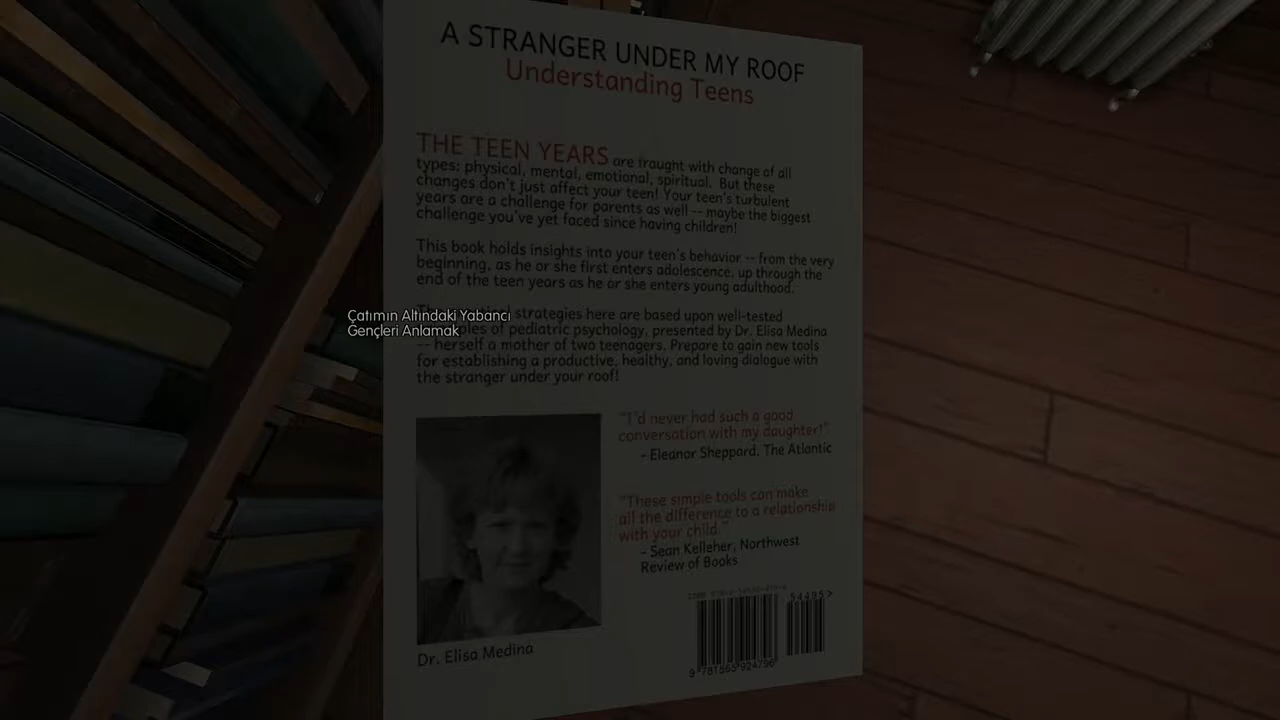 A STRANGER UNDER MY ROOF
Understanding Teens
THE TEEN YEARS are fraught with change of all
types: physical, mental, emotional, spiritual. But these
changes don't just affect your teen! Your teen's turbulent
years are a challenge for parents as well -- maybe the biggest
challenge you've yet faced since having children!
This book holds insights into your teen's behavior -- from the very
beginning, as he or she first enters adolescence, up through the
end of the teen years as he or she enters young adulthood.
Çatımın Altındaki Yabancı
Gençleri Anlamak
strategies here are based upon well-tested
of pediatric psychology, presented by Dr. Elisa Medina
-- herself a mother of two teenagers. Prepare to gain new tools
for establishing a productive, healthy, and loving dialogue with
the stranger under your roof!
"I'd never had such a good
conversation with my daughter!"
- Eleanor Sheppard, The Atlantic
"These simple tools can make
all the difference to a relationship
with your child."
- Sean Kelleher, Northwest
Review of Books
Dr. Elisa Medina
54495>
9 781565 924796